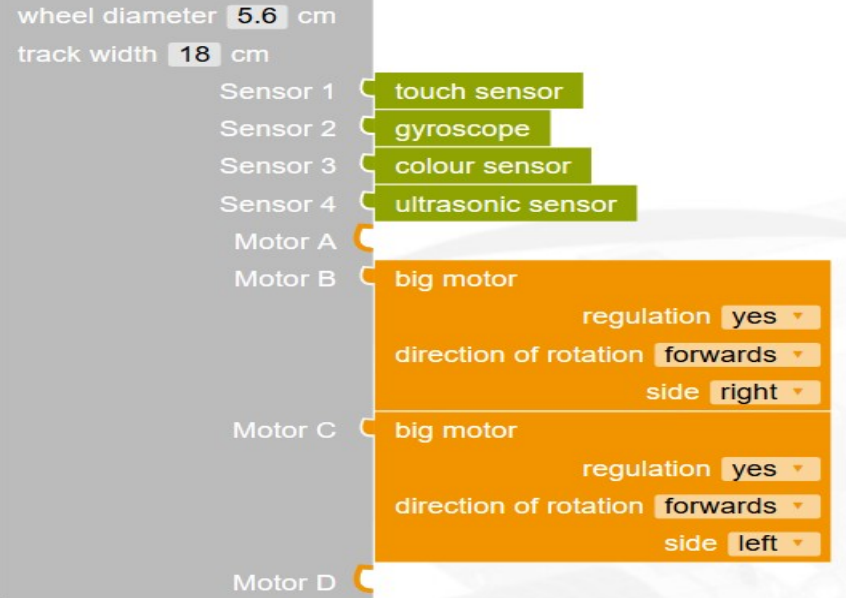 wheel diameter 5.6 cm
track width 18 cm
Sensor 1 touch sensor
Sensor 2 gyroscope
Sensor 3 colour sensor
Sensor 4 ultrasonic sensor
Motor A
Motor B big motor
regulation yes
direction of rotation forwards
side right
Motor C big motor
regulation yes
direction of rotation forwards
side left
Motor D